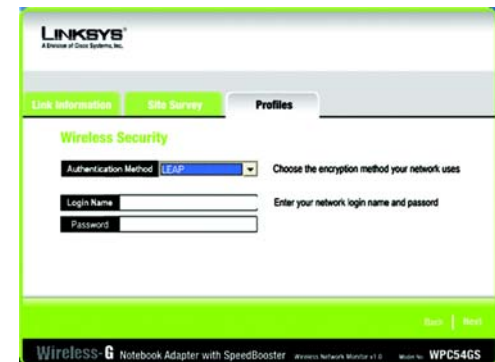 LINKSYS®
A Division of Cisco Systems, Inc.
Link Information
Site Survey
Profiles
Wireless Security
Authentication Method LEAP Choose the encryption method your network uses
Login Name Enter your network login name and passord
Password
Back | Next
Wireless-G Notebook Adapter with SpeedBooster Wireless Network Monitor v1.0 Model No. WPC54GS